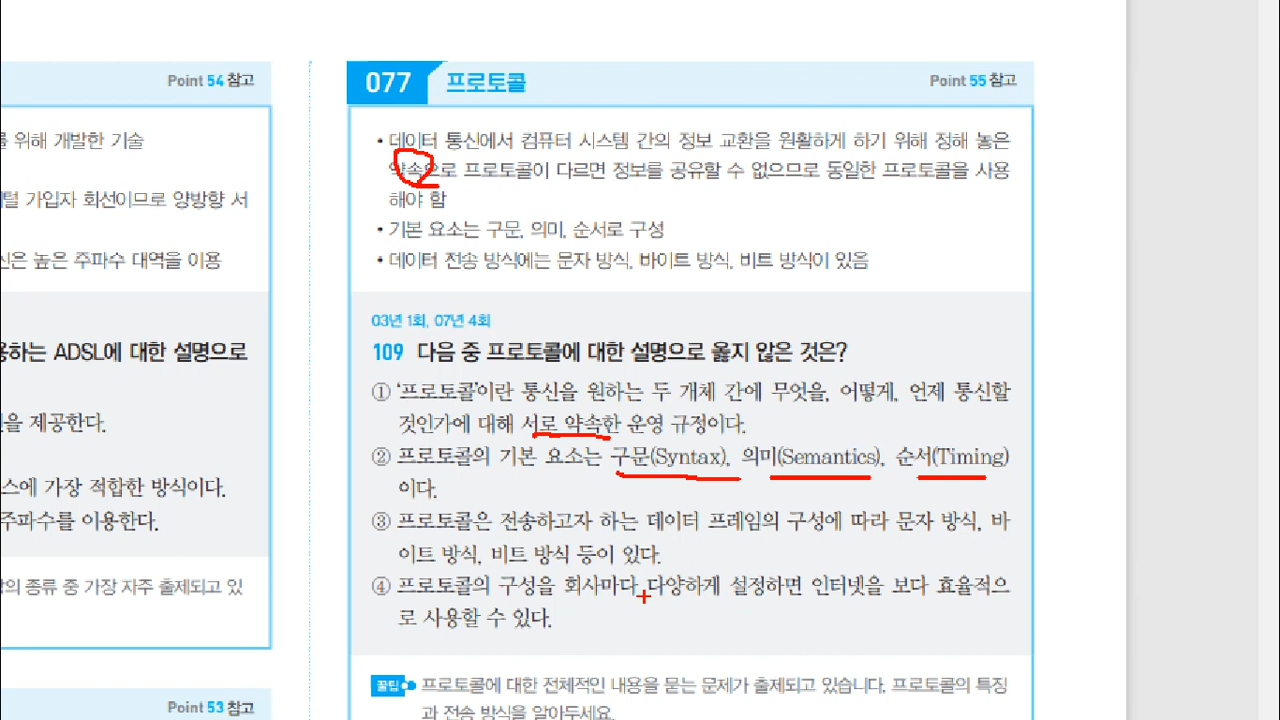 Point 54 참고
를 위해 개발한 기술
털 가입자 회선이므로 양방향 서
신은 높은 주파수 대역을 이용
용하는 ADSL에 대한 설명으로
을 제공한다.
스에 가장 적합한 방식이다.
주파수를 이용한다.
의 종류 중 가장 자주 출제되고 있
Point 53 참고
077 프로토콜 Point 55 참고
• 데이터 통신에서 컴퓨터 시스템 간의 정보 교환을 원활하게 하기 위해 정해 놓은
약속으로 프로토콜이 다르면 정보를 공유할 수 없으므로 동일한 프로토콜을 사용
해야 함
• 기본 요소는 구문, 의미, 순서로 구성
• 데이터 전송 방식에는 문자 방식, 바이트 방식, 비트 방식이 있음
03년 1회, 07년 4회
109 다음 중 프로토콜에 대한 설명으로 옳지 않은 것은?
① ‘프로토콜’이란 통신을 원하는 두 개체 간에 무엇을, 어떻게, 언제 통신할
것인가에 대해 서로 약속한 운영 규정이다.
② 프로토콜의 기본 요소는 구문(Syntax), 의미(Semantics), 순서(Timing)
이다.
③ 프로토콜은 전송하고자 하는 데이터 프레임의 구성에 따라 문자 방식, 바
이트 방식, 비트 방식 등이 있다.
④ 프로토콜의 구성을 회사마다 다양하게 설정하면 인터넷을 보다 효율적으
로 사용할 수 있다.
꿀팁 프로토콜에 대한 전체적인 내용을 묻는 문제가 출제되고 있습니다. 프로토콜의 특징
과 전송 방식을 알아두세요.